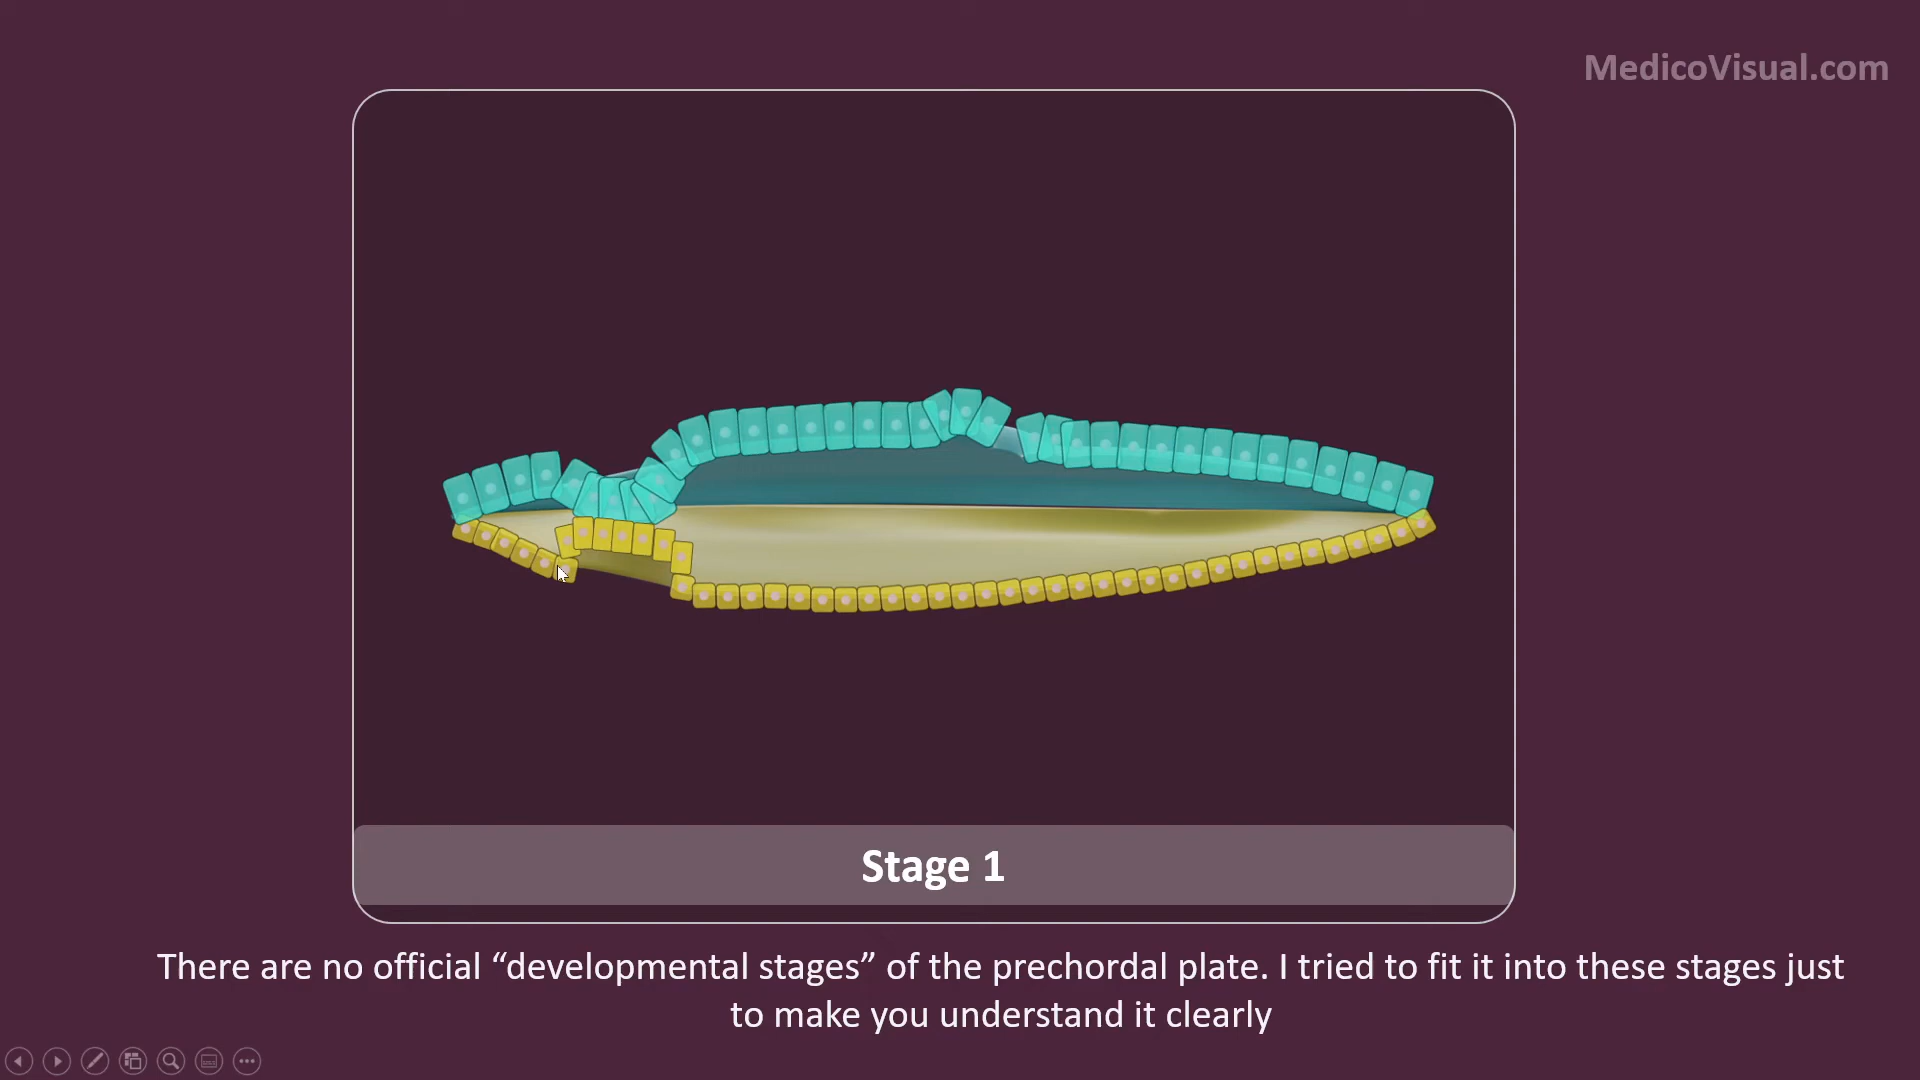 MedicoVisual.com
Stage 1
There are no official “developmental stages” of the prechordal plate. I tried to fit it into these stages just
to make you understand it clearly